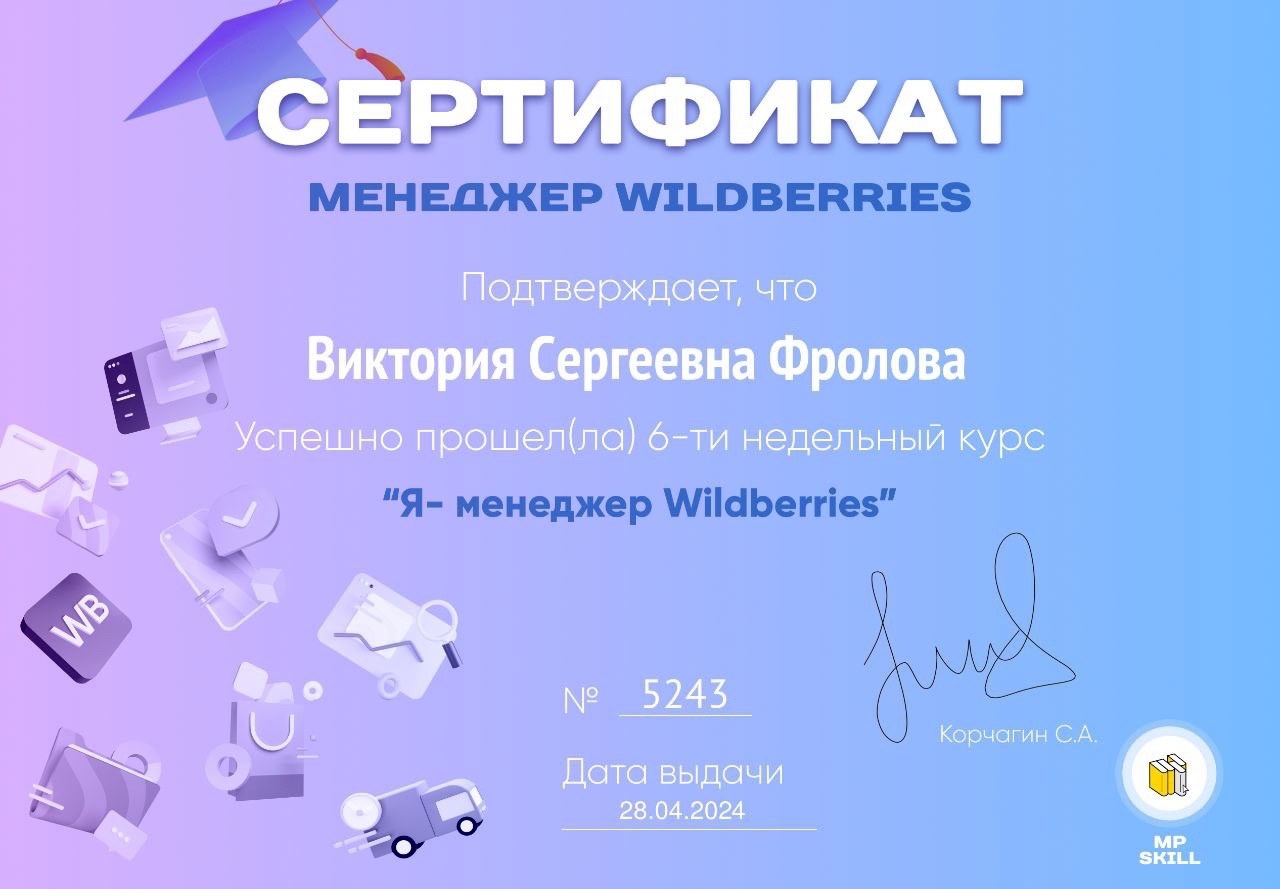 СЕРТИФИКАТ
МЕНЕДЖЕР WILDBERRIES
Подтверждает, что
Виктория Сергеевна Фролова
Успешно прошел(ла) 6-ти недельный курс
“Я- менеджер Wildberries”
WB
№ 5243
Корчагин С.А.
Дата выдачи
28.04.2024
MP
SKILL